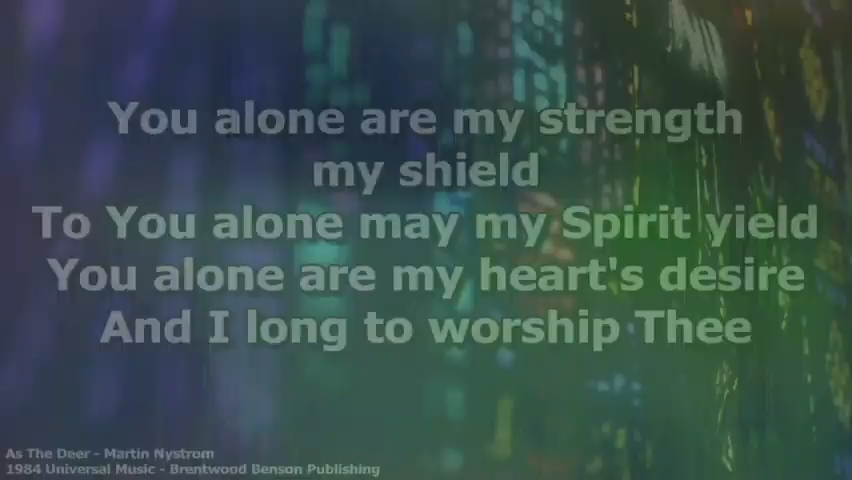 You alone are my strength
my shield
To You alone may my Spirit yield
You alone are my heart's desire
And I long to worship Thee
As The Deer - Martin Nystrom
1984 Universal Music - Brentwood Benson Publishing